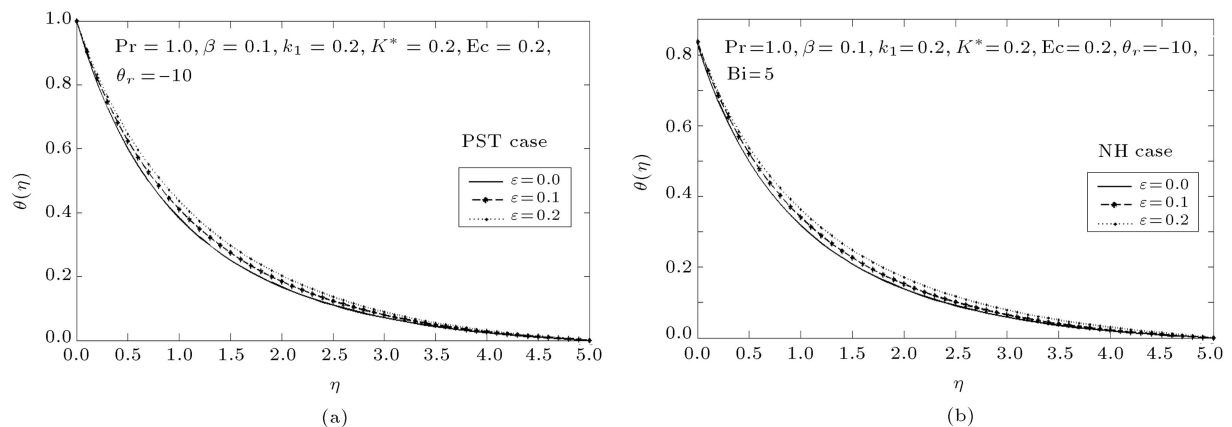 1.0
0.8
0.6
0.4
0.2
0.0
θ(η)
Pr = 1.0, β = 0.1, k₁ = 0.2, K* = 0.2, Ec = 0.2,
θᵣ = −10
PST case
ε=0.0
ε=0.1
ε=0.2
0.0 0.5 1.0 1.5 2.0 2.5 3.0 3.5 4.0 4.5 5.0
η
(a)
0.8
0.6
0.4
0.2
0.0
θ(η)
Pr=1.0, β = 0.1, k₁=0.2, K*=0.2, Ec=0.2, θᵣ=−10,
Bi=5
NH case
ε=0.0
ε=0.1
ε=0.2
0.0 0.5 1.0 1.5 2.0 2.5 3.0 3.5 4.0 4.5 5.0
η
(b)